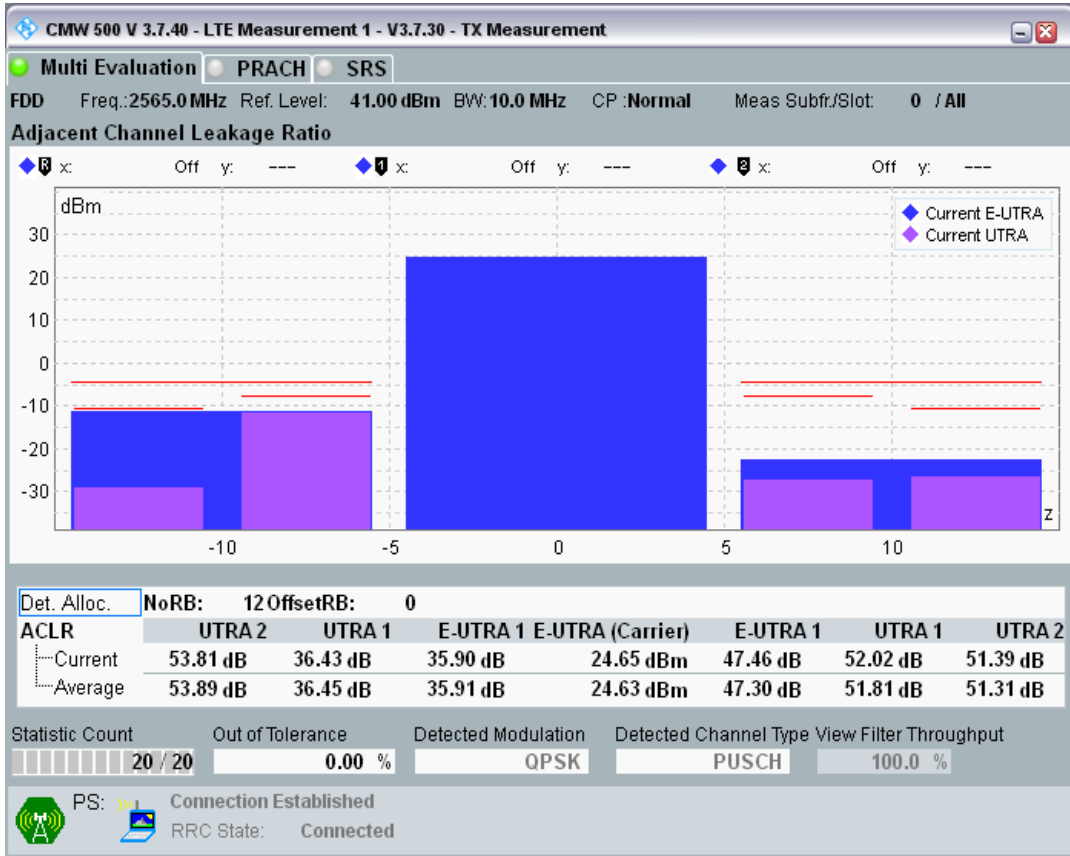 CMW 500 V 3.7.40 - LTE Measurement 1 - V3.7.30 - TX Measurement
Multi Evaluation PRACH SRS
FDD Freq.:2565.0 MHz Ref. Level: 41.00 dBm BW: 10.0 MHz CP :Normal Meas Subfr./Slot: 0 / All
Adjacent Channel Leakage Ratio
R x: Off y: --- 1 x: Off y: --- 2 x: Off y: ---
dBm
Current E-UTRA
Current UTRA
30
20
10
0
-10
-20
-30
z
-10 -5 0 5 10
Det. Alloc. NoRB: 12 OffsetRB: 0
ACLR UTRA 2 UTRA 1 E-UTRA 1 E-UTRA (Carrier) E-UTRA 1 UTRA 1 UTRA 2
Current 53.81 dB 36.43 dB 35.90 dB 24.65 dBm 47.46 dB 52.02 dB 51.39 dB
Average 53.89 dB 36.45 dB 35.91 dB 24.63 dBm 47.30 dB 51.81 dB 51.31 dB
Statistic Count Out of Tolerance Detected Modulation Detected Channel Type View Filter Throughput
20 / 20 0.00 % QPSK PUSCH 100.0 %
PS: Connection Established
RRC State: Connected